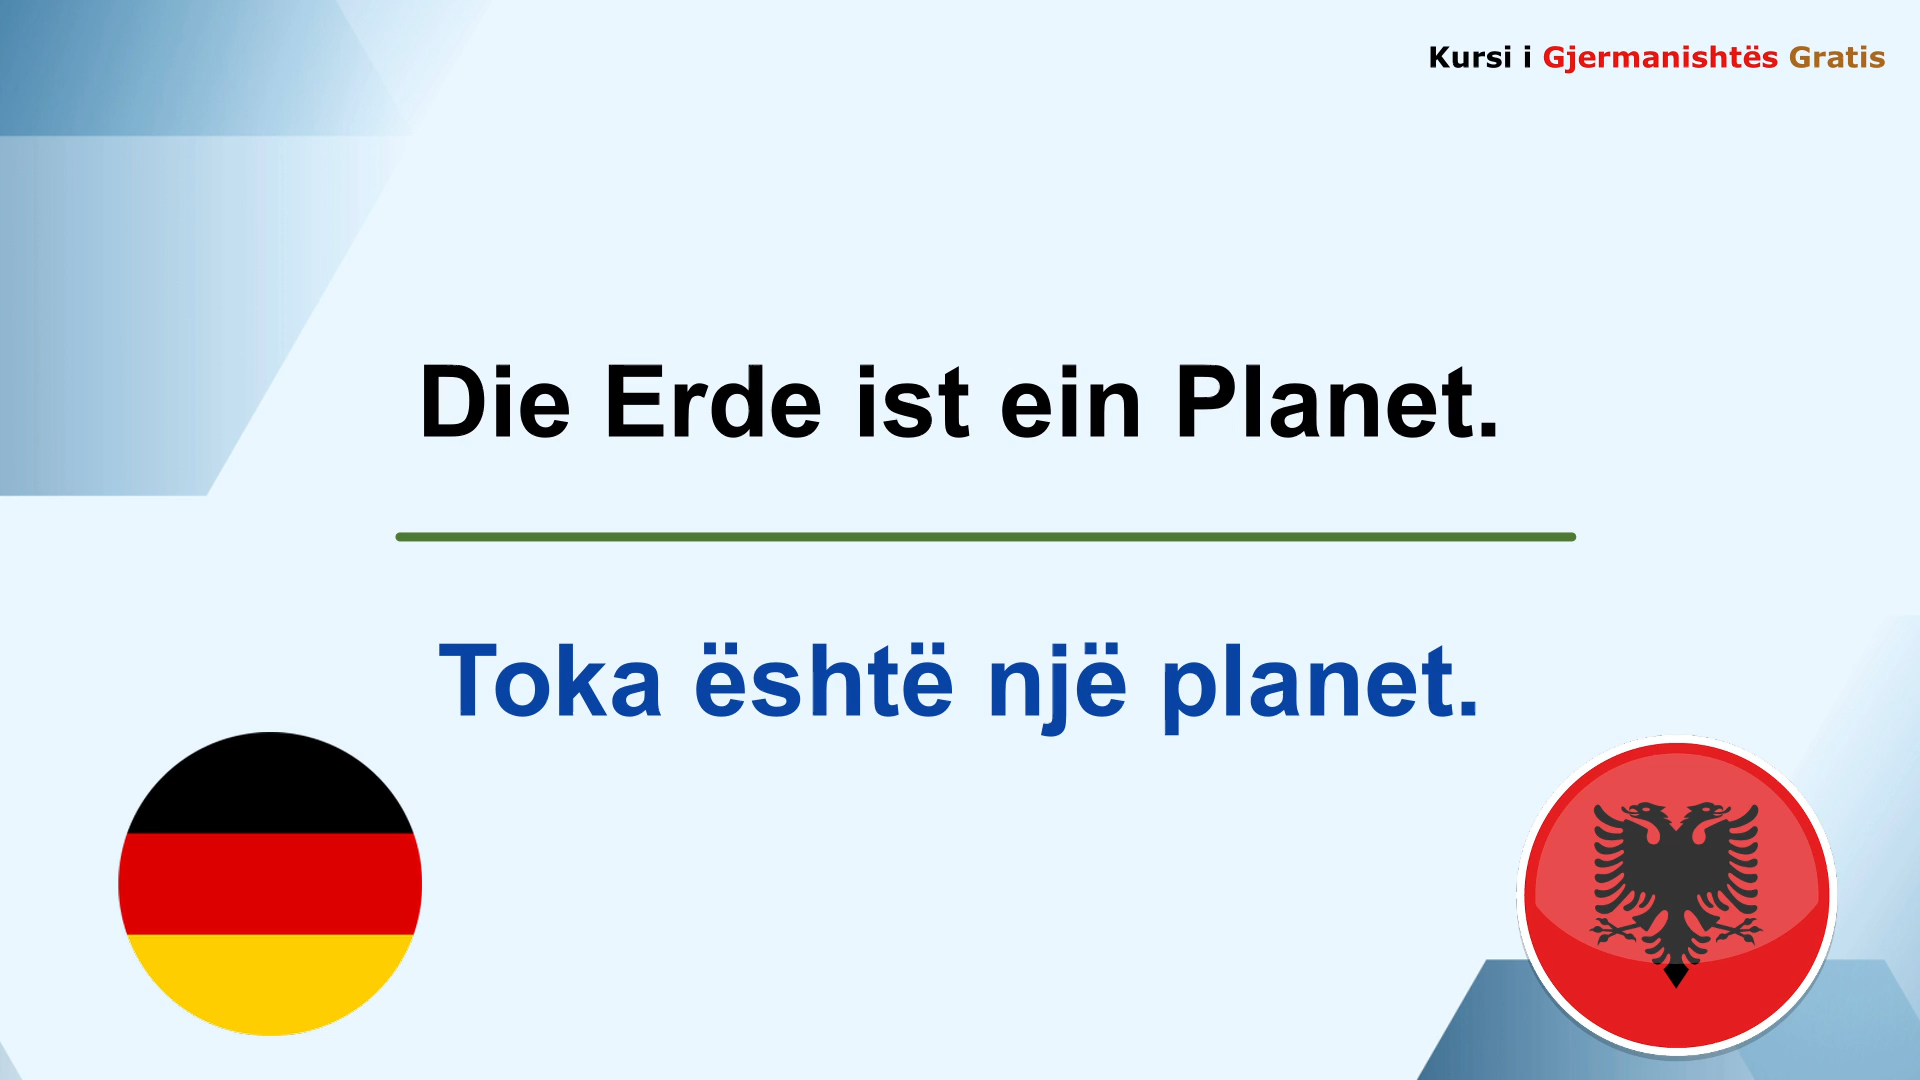 Kursi i Gjermanishtës Gratis
Die Erde ist ein Planet.
Toka është një planet.